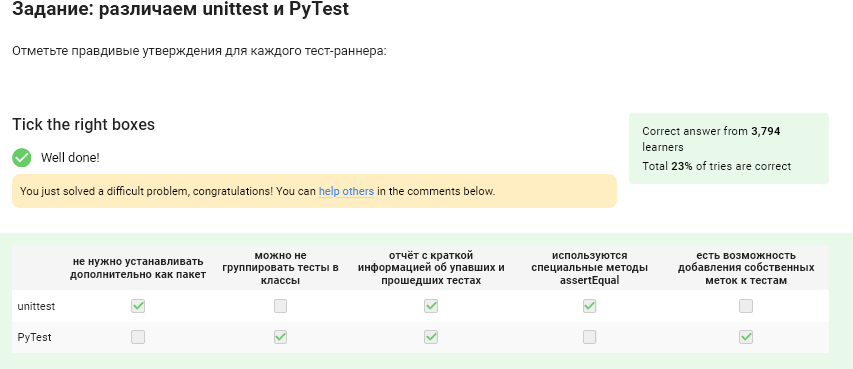 Задание: различаем unittest и PyTest
Отметьте правдивые утверждения для каждого тест-раннера:
Tick the right boxes
Well done!
You just solved a difficult problem, congratulations! You can help others in the comments below.
Correct answer from 3,794
learners
Total 23% of tries are correct
не нужно устанавливать
дополнительно как пакет
можно не
группировать тесты в
классы
отчёт с краткой
информацией об упавших и
прошедших тестах
используются
специальные методы
assertEqual
есть возможность
добавления собственных
меток к тестам
unittest
PyTest